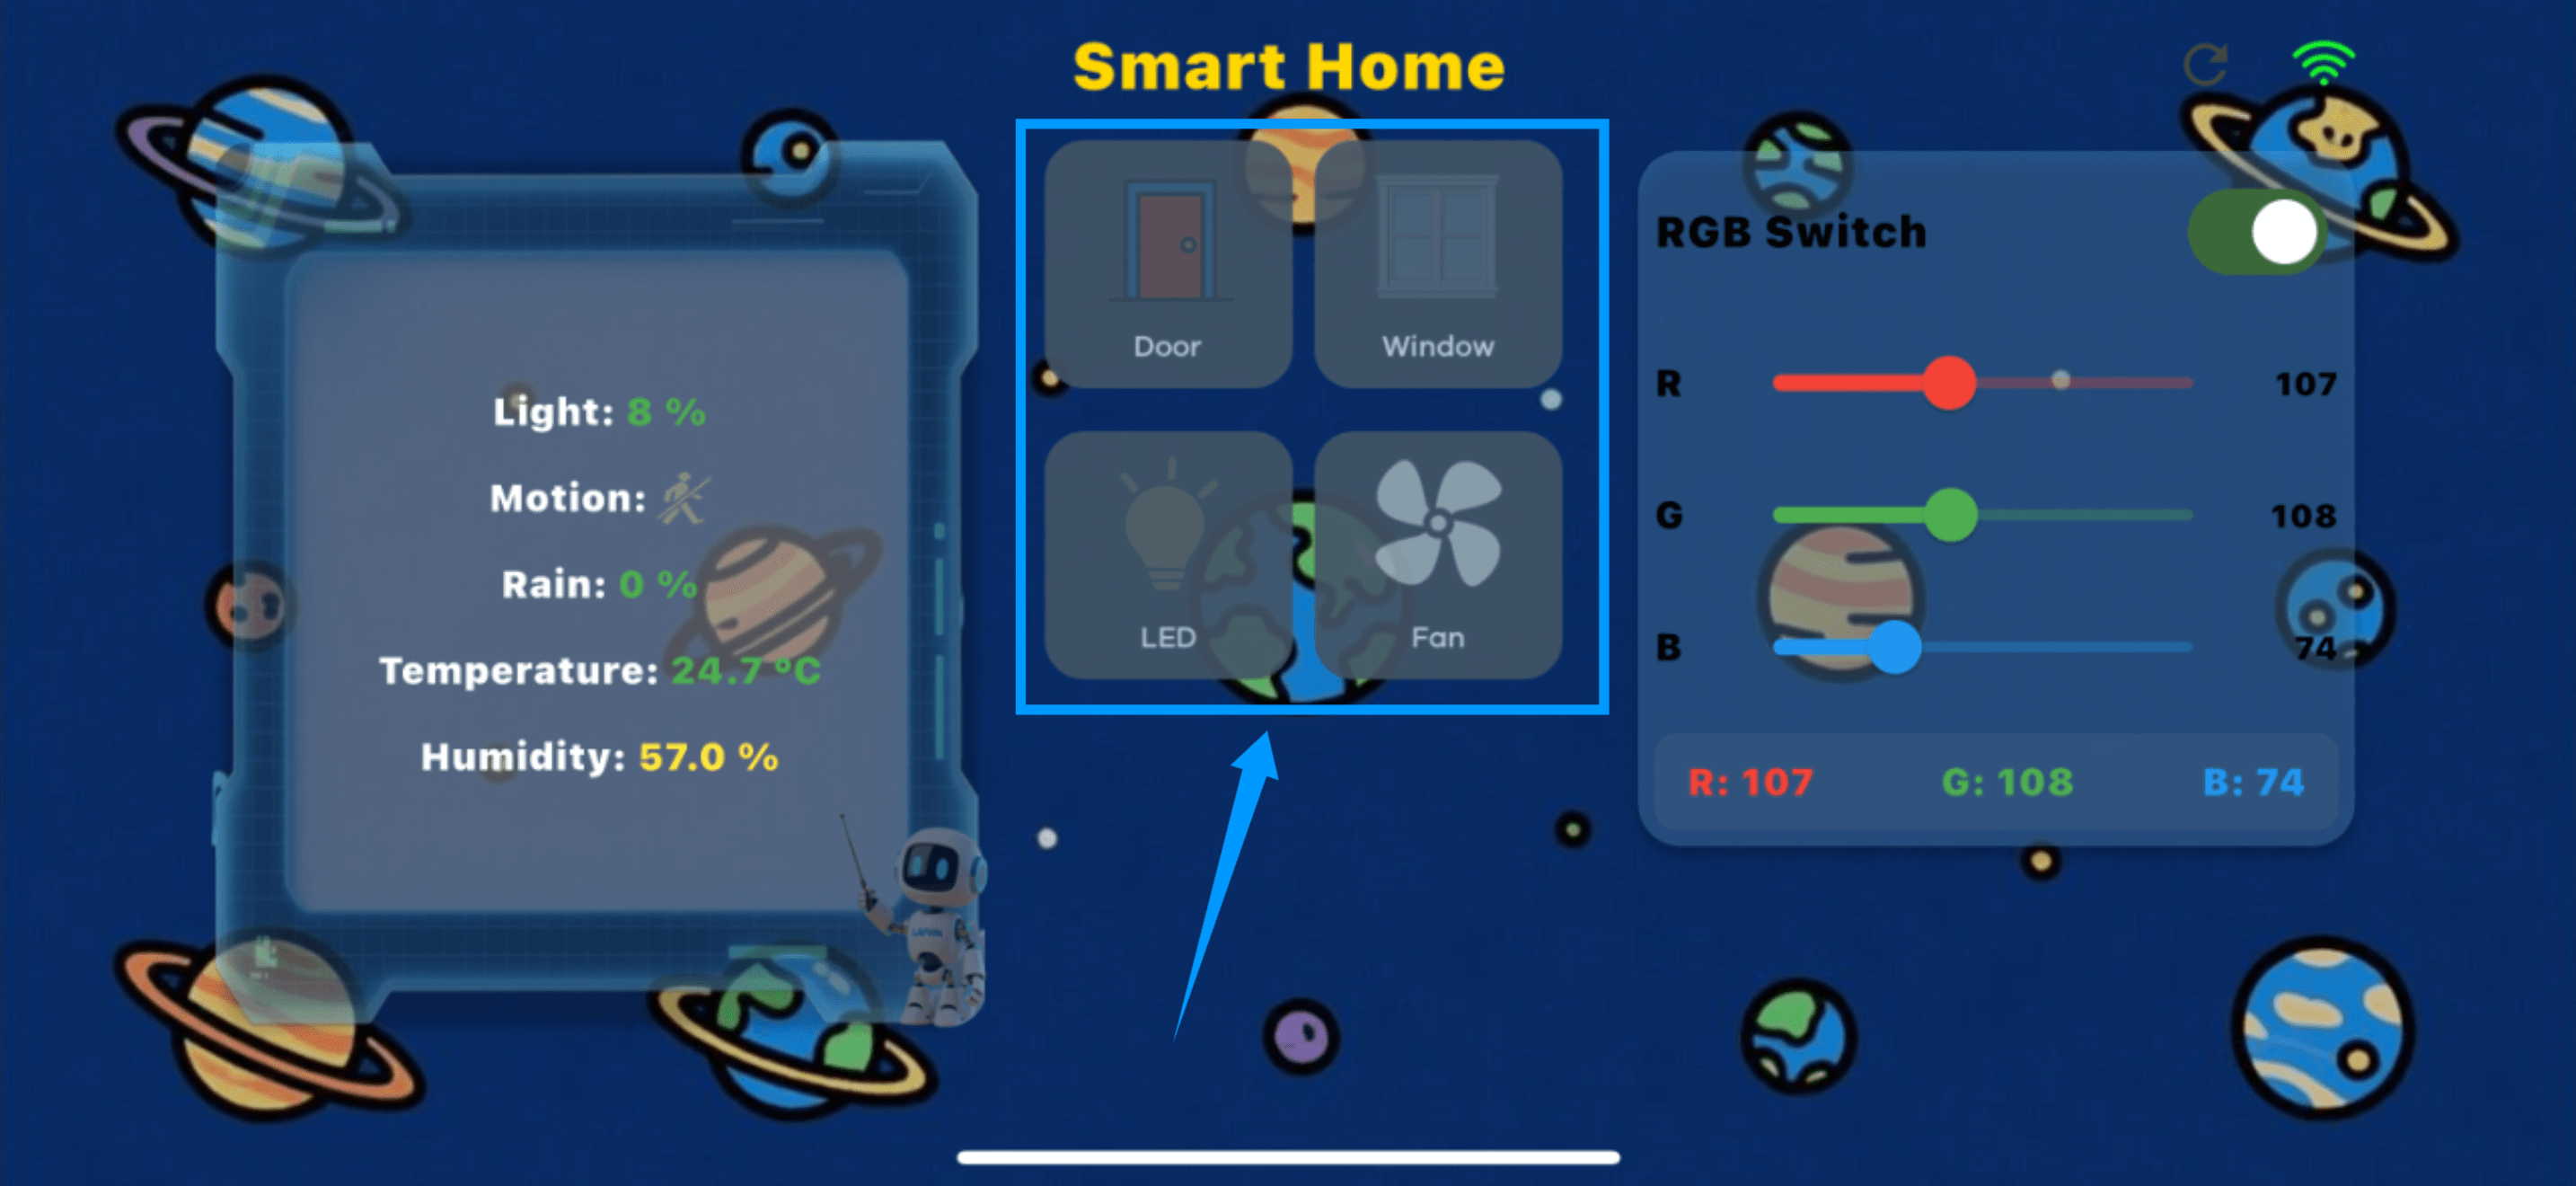 Smart Home
Light: 8 %
Motion:
Rain: 0 %
Temperature: 24.7 °C
Humidity: 57.0 %
LAFVIN
Door
Window
LED
Fan
RGB Switch
R 107
G 108
B 74
R: 107 G: 108 B: 74